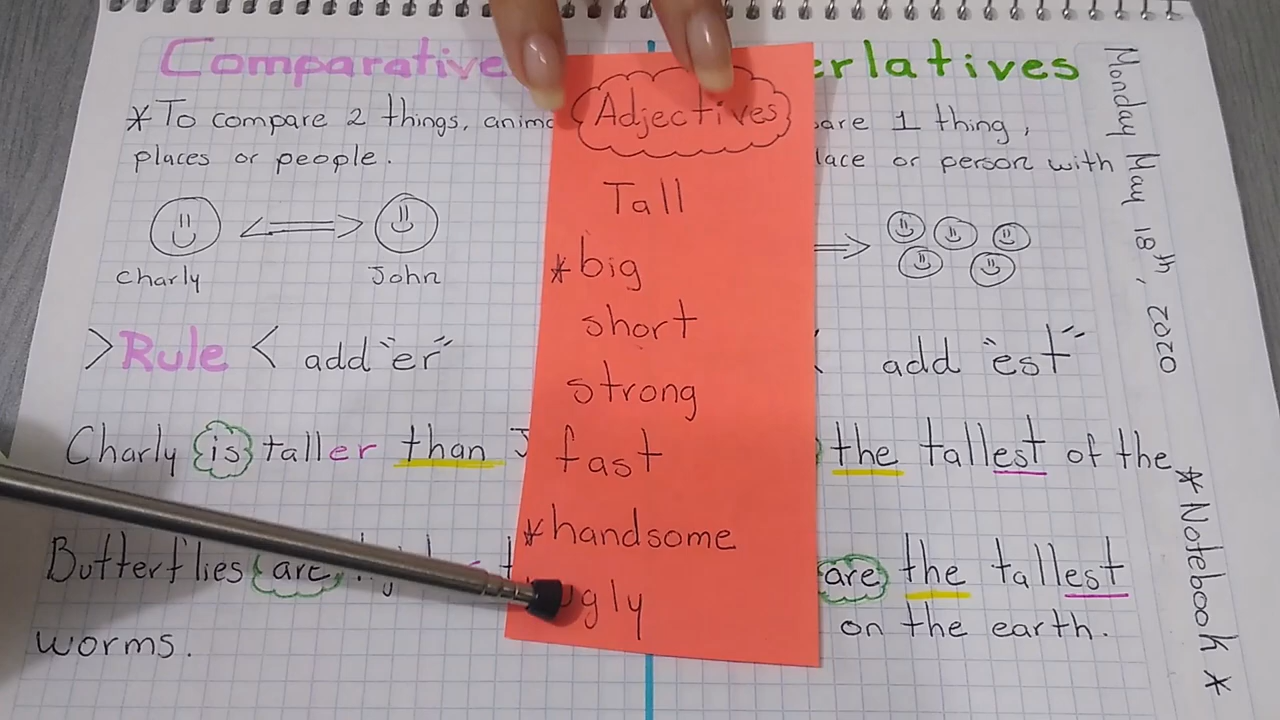 Comparative
erlatives
*To compare 2 things, anima
places or people.
Charly
John
>Rule< add "er"
Charly is taller than J
Butterflies are
worms.
Adjectives
Tall
*big
short
strong
fast
*handsome
ugly
are 1 thing,
lace or person with
add "est"
the tallest of the
are the tallest
on the earth.
Monday May 18th, 2020
*Notebook*